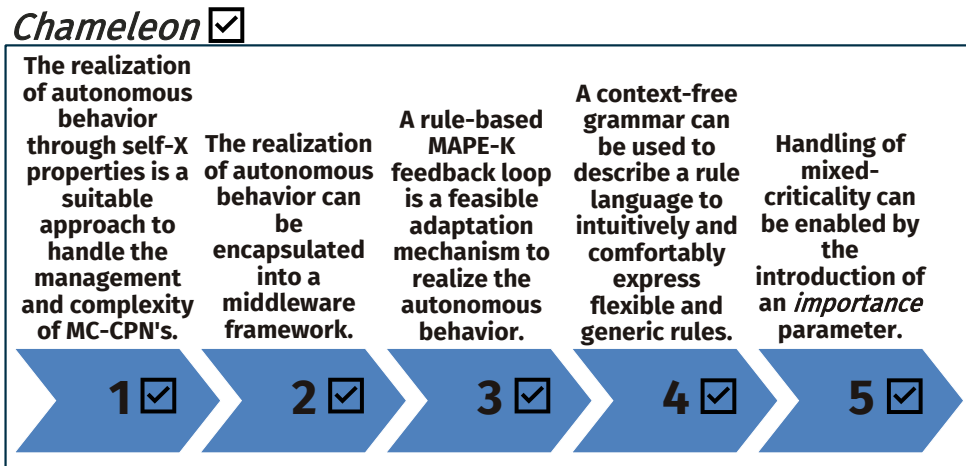 Chameleon ☑
The realization
of autonomous
behavior
through self-X
properties is a
suitable
approach to
handle the
management
and complexity
of MC-CPN's.
The realization
of autonomous
behavior can
be
encapsulated
into a
middleware
framework.
A rule-based
MAPE-K
feedback loop
is a feasible
adaptation
mechanism to
realize the
autonomous
behavior.
A context-free
grammar can
be used to
describe a rule
language to
intuitively and
comfortably
express
flexible and
generic rules.
Handling of
mixed-
criticality can
be enabled by
the
introduction of
an importance
parameter.
1 ☑
2 ☑
3 ☑
4 ☑
5 ☑